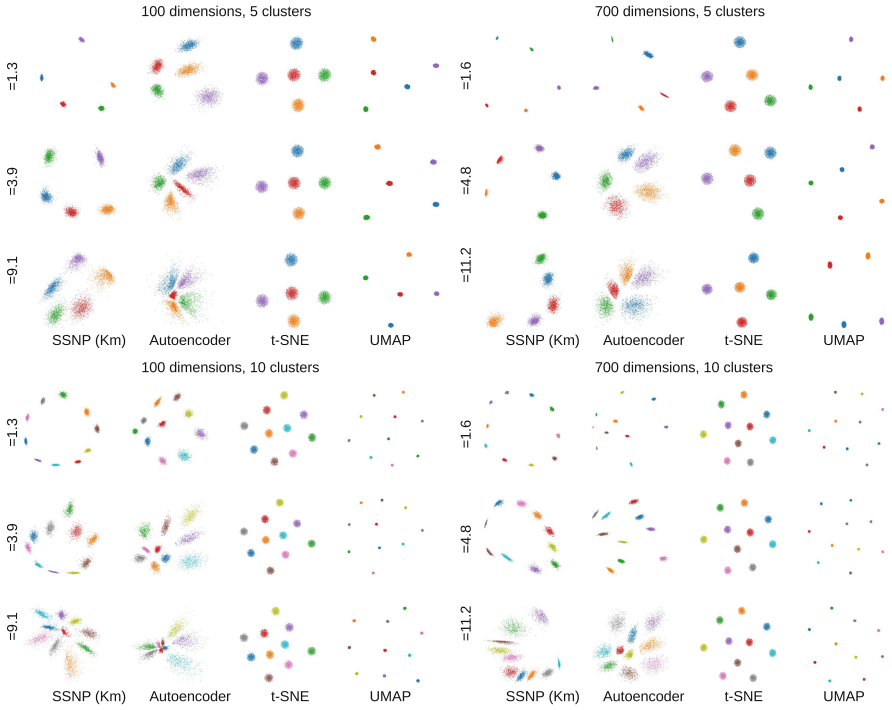 100 dimensions, 5 clusters
=1.3
=3.9
=9.1
SSNP (Km) Autoencoder t-SNE UMAP
700 dimensions, 5 clusters
=1.6
=4.8
=11.2
SSNP (Km) Autoencoder t-SNE UMAP
100 dimensions, 10 clusters
=1.3
=3.9
=9.1
SSNP (Km) Autoencoder t-SNE UMAP
700 dimensions, 10 clusters
=1.6
=4.8
=11.2
SSNP (Km) Autoencoder t-SNE UMAP